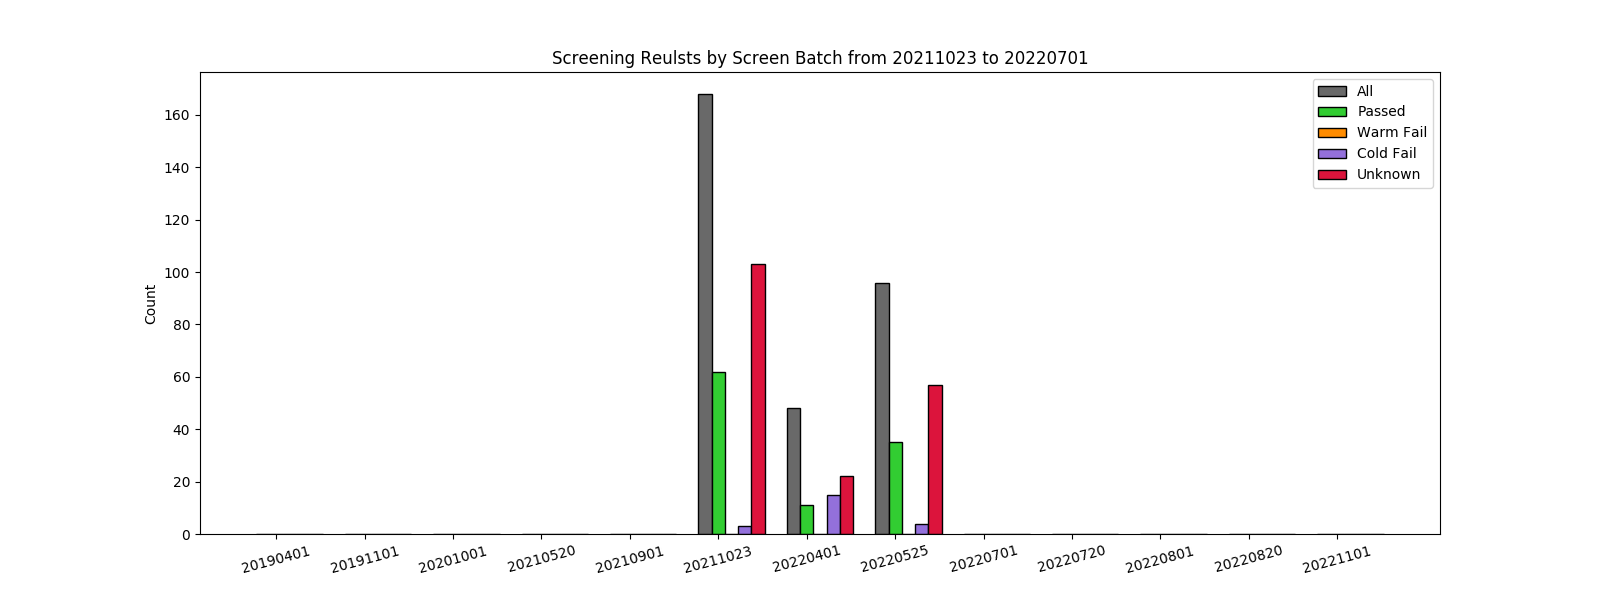 Screening Reulsts by Screen Batch from 20211023 to 20220701
All
Passed
Warm Fail
Cold Fail
Unknown
Count
160
140
120
100
80
60
40
20
0
20190401 20191101 20201001 20210520 20210901 20211023 20220401 20220525 20220701 20220720 20220801 20220820 20221101